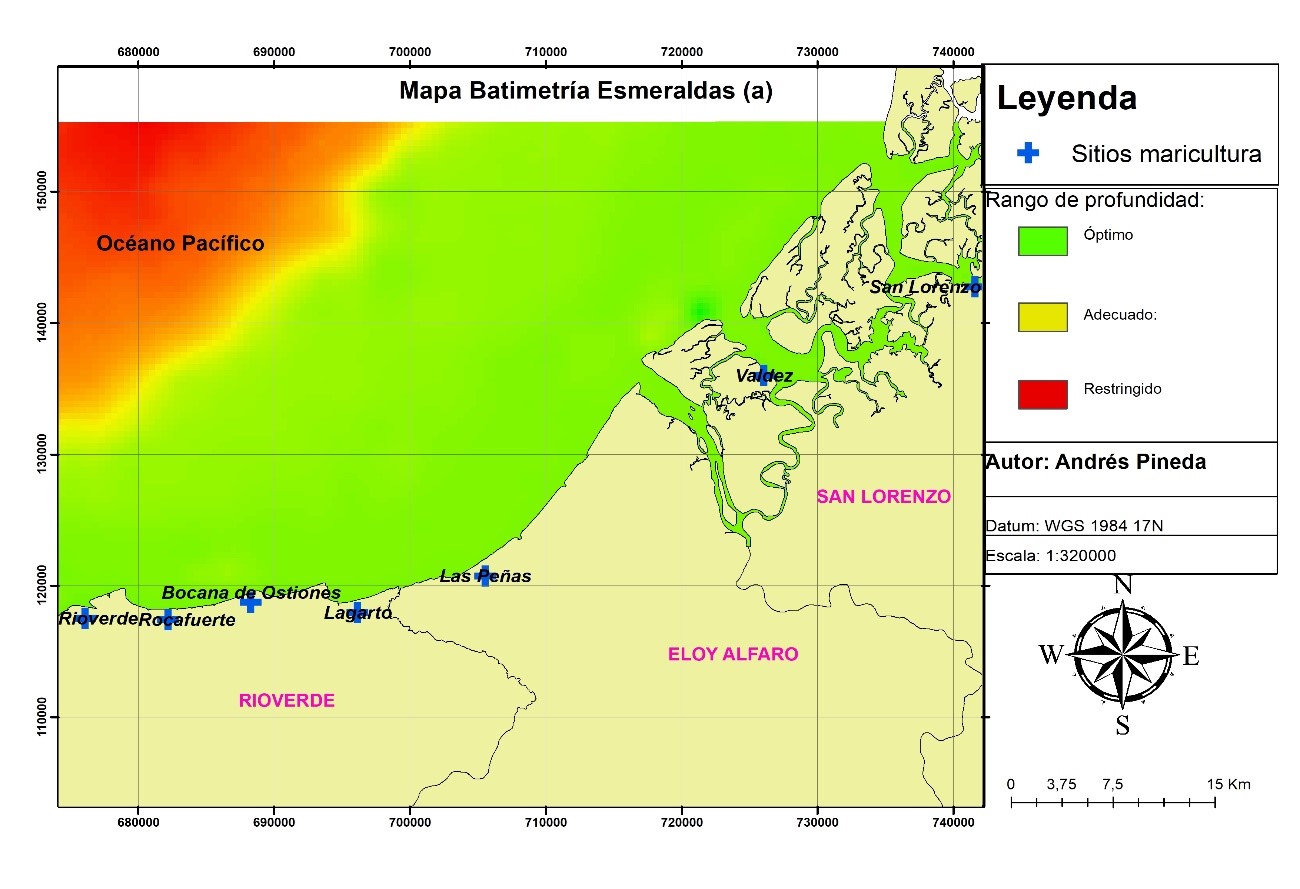 680000 690000 700000 710000 720000 730000 740000
Mapa Batimetría Esmeraldas (a)
150000
140000
130000
120000
110000
Océano Pacífico
San Lorenzo
Valdez
SAN LORENZO
Las Peñas
Bocana de Ostiones
Lagarto
Rioverde
Rocafuerte
ELOY ALFARO
RIOVERDE
680000 690000 700000 710000 720000 730000 740000
Leyenda
Sitios maricultura
Rango de profundidad:
Óptimo
Adecuado:
Restringido
Autor: Andrés Pineda
Datum: WGS 1984 17N
Escala: 1:320000
N
W E
S
0 3,75 7,5 15 Km